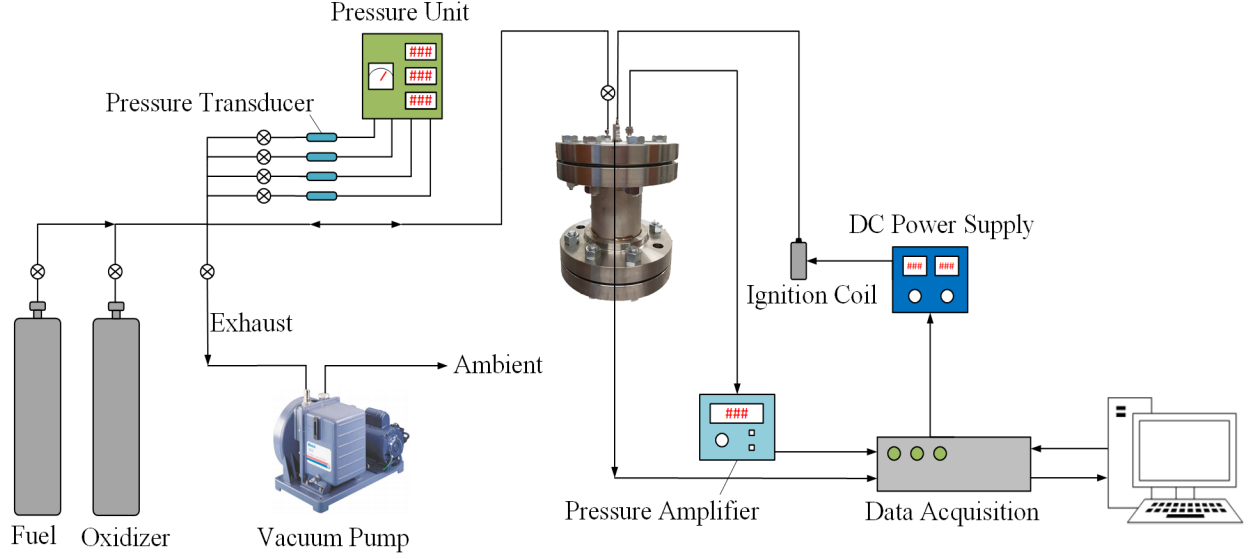 Pressure Unit
###
###
###
Pressure Transducer
DC Power Supply
### ###
Ignition Coil
Exhaust
Ambient
###
Pressure Amplifier
Data Acquisition
Fuel
Oxidizer
Vacuum Pump